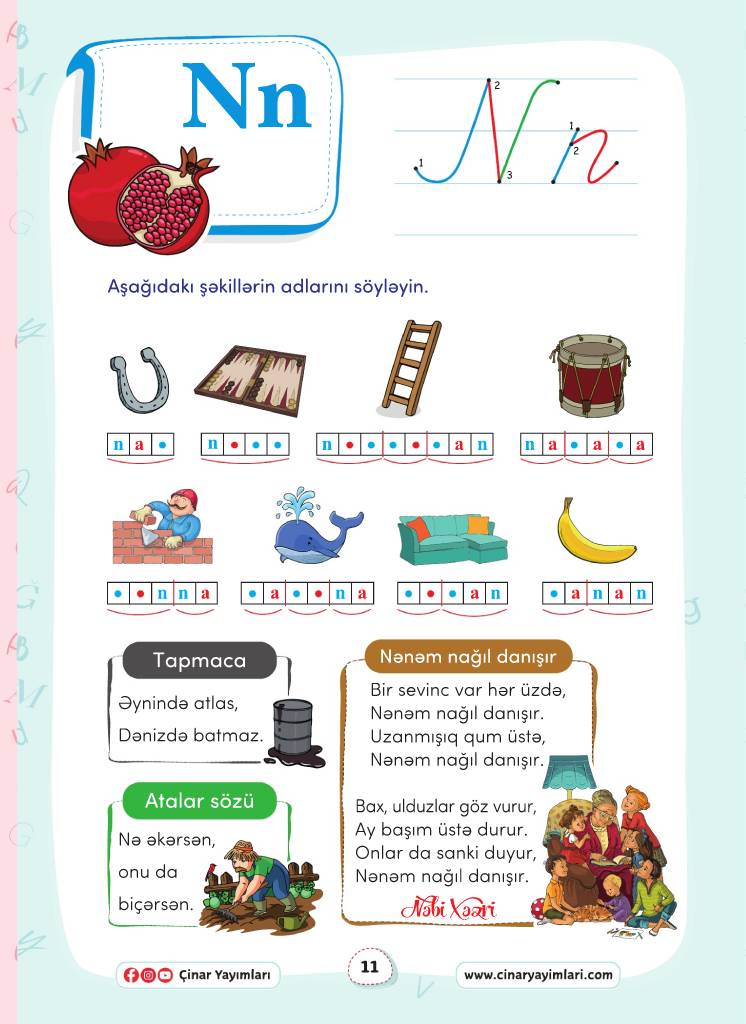 Nn
N n
1 2 3 1 2
Aşağıdakı şəkillərin adlarını söyləyin.
n a •
n • • •
n • • • • a n
n a • a • a
• • n n a
• a • • n a
• • • a n
• a n a n
Tapmaca
Əynində atlas,
Dənizdə batmaz.
Atalar sözü
Nə əkərsən,
onu da
biçərsən.
Nənəm nağıl danışır
Bir sevinc var hər üzdə,
Nənəm nağıl danışır.
Uzanmışıq qum üstə,
Nənəm nağıl danışır.
Bax, ulduzlar göz vurur,
Ay başım üstə durur.
Onlar da sanki duyur,
Nənəm nağıl danışır.
Nəbi Xəzri
Çinar Yayımları
11
www.cinaryayimlari.com